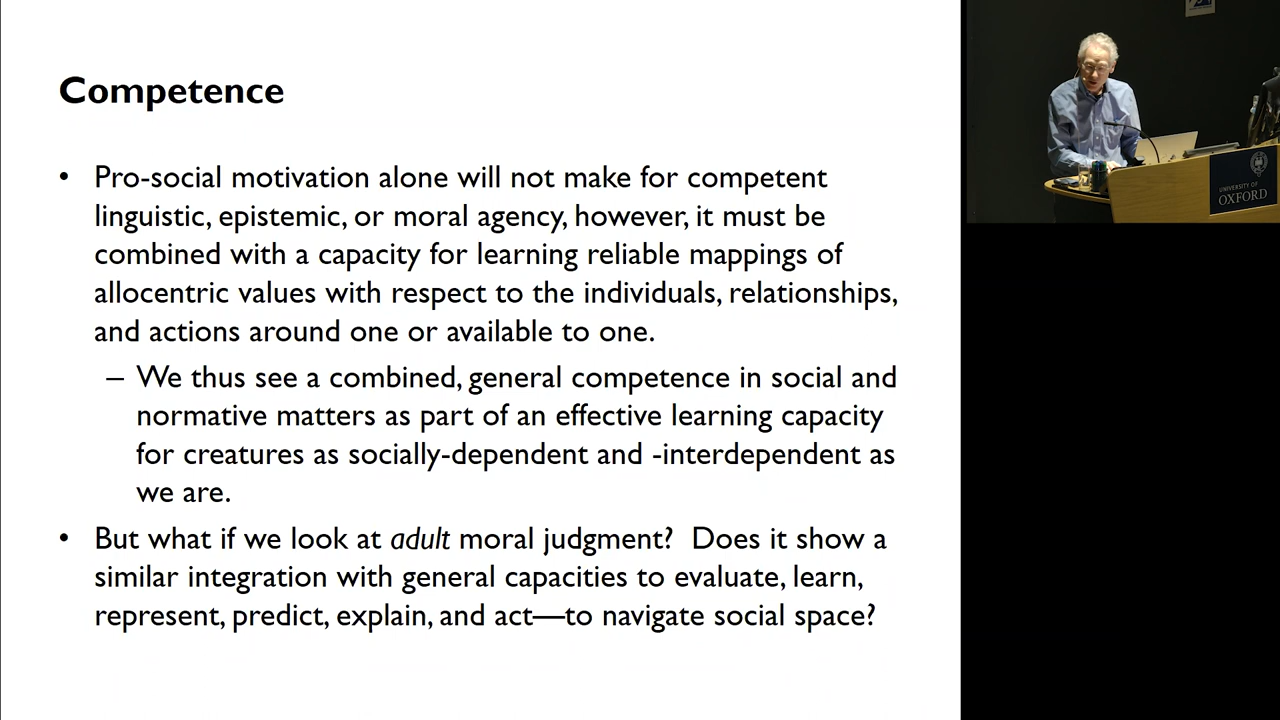 Competence
• Pro-social motivation alone will not make for competent
linguistic, epistemic, or moral agency, however, it must be
combined with a capacity for learning reliable mappings of
allocentric values with respect to the individuals, relationships,
and actions around one or available to one.
– We thus see a combined, general competence in social and
normative matters as part of an effective learning capacity
for creatures as socially-dependent and -interdependent as
we are.
• But what if we look at adult moral judgment?  Does it show a
similar integration with general capacities to evaluate, learn,
represent, predict, explain, and act—to navigate social space?
UNIVERSITY OF
OXFORD